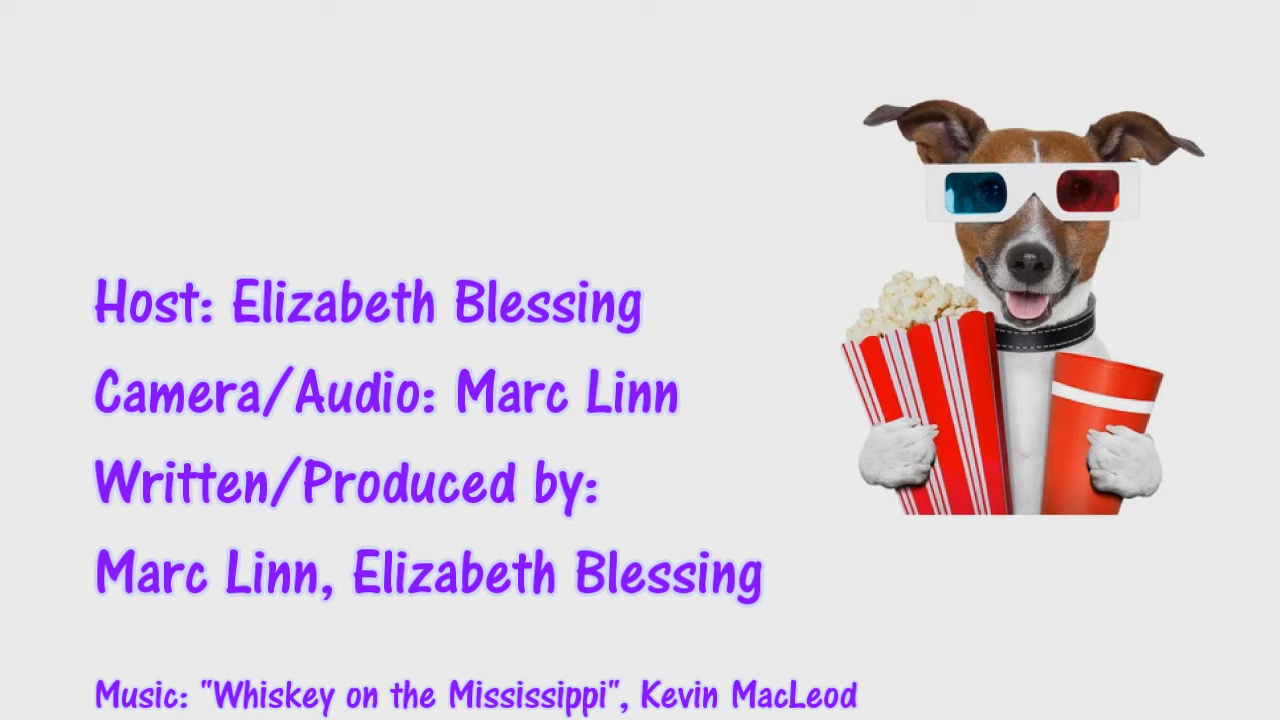 Host: Elizabeth Blessing
Camera/Audio: Marc Linn
Written/Produced by:
Marc Linn, Elizabeth Blessing
Music: "Whiskey on the Mississippi", Kevin MacLeod